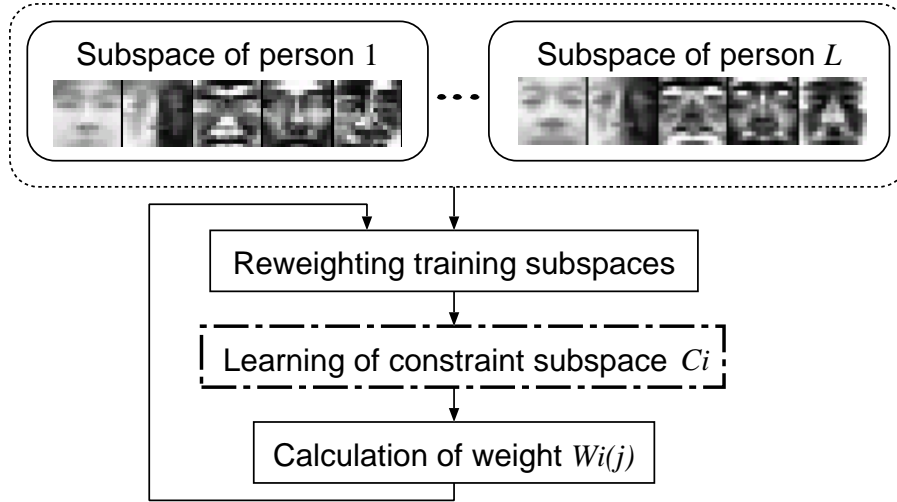 Subspace of person 1
Subspace of person L
Reweighting training subspaces
Learning of constraint subspace Ci
Calculation of weight Wi(j)